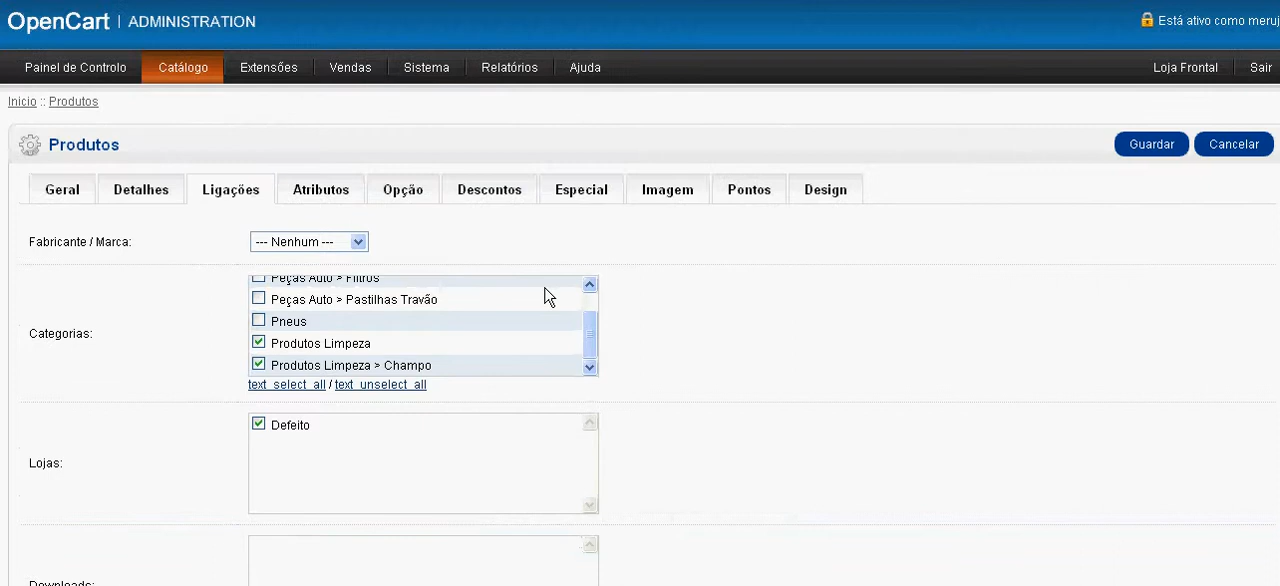 OpenCart | ADMINISTRATION
Está ativo como meruj
Painel de Controlo Catálogo Extensões Vendas Sistema Relatórios Ajuda Loja Frontal Sair
Inicio :: Produtos
Produtos Guardar Cancelar
Geral Detalhes Ligações Atributos Opção Descontos Especial Imagem Pontos Design
Fabricante / Marca: --- Nenhum ---
Categorias:
Peças Auto > Filtros
Peças Auto > Pastilhas Travão
Pneus
Produtos Limpeza
Produtos Limpeza > Champo
text_select_all / text_unselect_all
Lojas:
Defeito
Downloads: